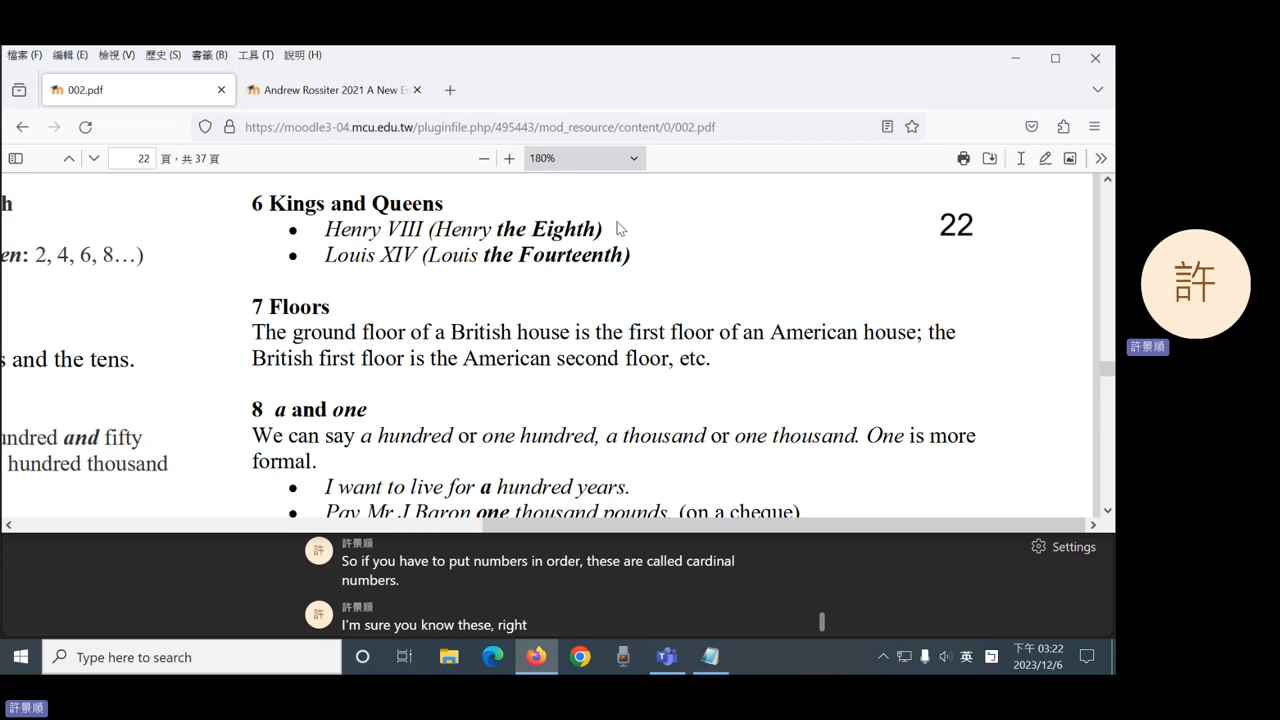 檔案 (F) 編輯 (E) 檢視 (V) 歷史 (S) 書籤 (B) 工具 (T) 說明 (H)
002.pdf
Andrew Rossiter 2021 A New E
https://moodle3-04.mcu.edu.tw/pluginfile.php/495443/mod_resource/content/0/002.pdf
22 頁，共 37 頁
180%
h
en: 2, 4, 6, 8…)
s and the tens.
undred and fifty
hundred thousand
6 Kings and Queens
• Henry VIII (Henry the Eighth)
• Louis XIV (Louis the Fourteenth)
22
7 Floors
The ground floor of a British house is the first floor of an American house; the
British first floor is the American second floor, etc.
8 a and one
We can say a hundred or one hundred, a thousand or one thousand. One is more
formal.
• I want to live for a hundred years.
• Pay Mr J Baron one thousand pounds. (on a cheque)
許
許景順
許
許景順
So if you have to put numbers in order, these are called cardinal
numbers.
許
許景順
I'm sure you know these, right
Settings
Type here to search
英
下午 03:22
2023/12/6
許景順